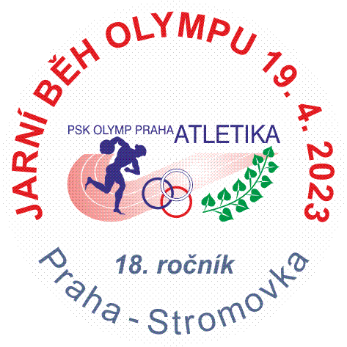 JARNÍ BĚH OLYMPU 19. 4. 2023
PSK OLYMP PRAHA ATLETIKA
18. ročník
Praha - Stromovka